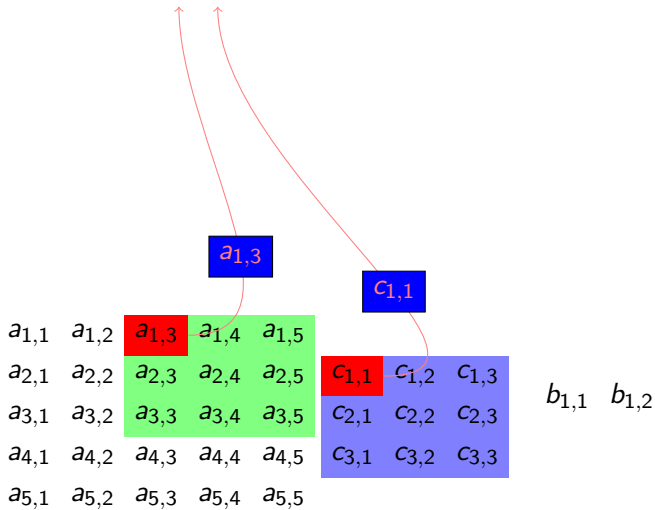 a1,3
c1,1
a1,1 a1,2 a1,3 a1,4 a1,5
a2,1 a2,2 a2,3 a2,4 a2,5
a3,1 a3,2 a3,3 a3,4 a3,5
a4,1 a4,2 a4,3 a4,4 a4,5
a5,1 a5,2 a5,3 a5,4 a5,5
c1,1 c1,2 c1,3
c2,1 c2,2 c2,3
c3,1 c3,2 c3,3
b1,1 b1,2